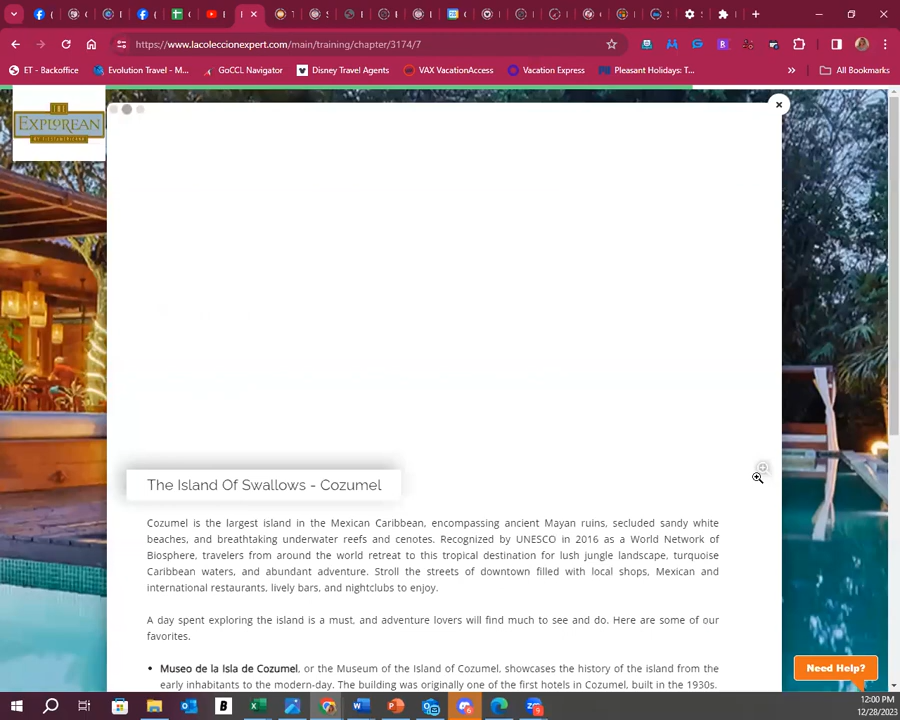 https://www.lacoleccionexpert.com/main/training/chapter/3174/7
ET - Backoffice
Evolution Travel - M...
GoCCL Navigator
Disney Travel Agents
VAX VacationAccess
Vacation Express
Pleasant Holidays: T...
All Bookmarks
EXPLOREAN
The Island Of Swallows - Cozumel
Cozumel is the largest island in the Mexican Caribbean, encompassing ancient Mayan ruins, secluded sandy white
beaches, and breathtaking underwater reefs and cenotes. Recognized by UNESCO in 2016 as a World Network of
Biosphere, travelers from around the world retreat to this tropical destination for lush jungle landscape, turquoise
Caribbean waters, and abundant adventure. Stroll the streets of downtown filled with local shops, Mexican and
international restaurants, lively bars, and nightclubs to enjoy.
A day spent exploring the island is a must, and adventure lovers will find much to see and do. Here are some of our
favorites.
• Museo de la Isla de Cozumel, or the Museum of the Island of Cozumel, showcases the history of the island from the
early inhabitants to the modern-day. The building was originally one of the first hotels in Cozumel, built in the 1930s.
Need Help?
12:00 PM
12/28/2023